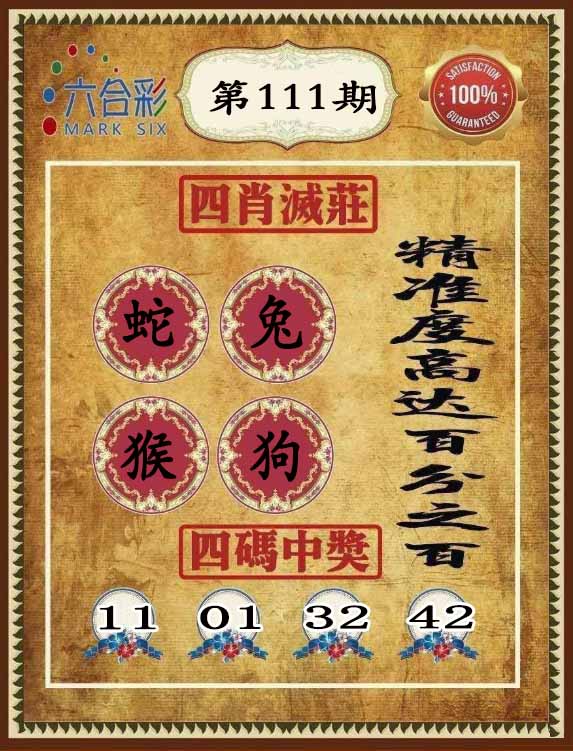 六合彩
MARK SIX
第111期
SATISFACTION
100%
GUARANTEED
四肖滅莊
蛇 兔
猴 狗
精准度高达百分之百
四碼中獎
11 01 32 42